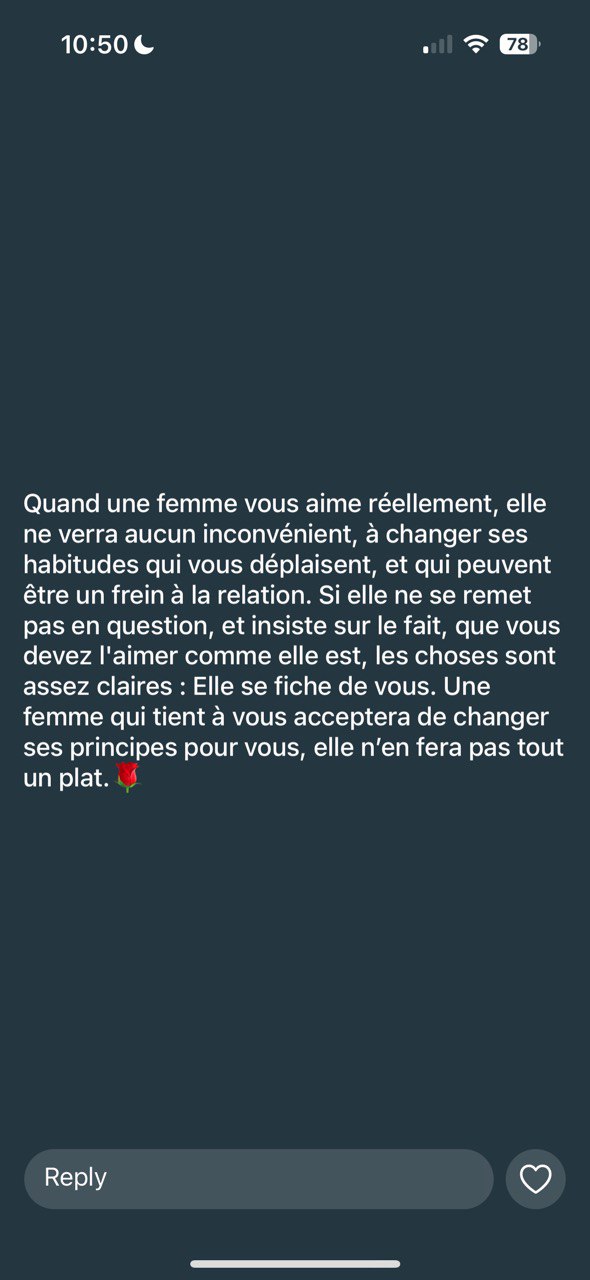 10:50
78
Quand une femme vous aime réellement, elle
ne verra aucun inconvénient, à changer ses
habitudes qui vous déplaisent, et qui peuvent
être un frein à la relation. Si elle ne se remet
pas en question, et insiste sur le fait, que vous
devez l'aimer comme elle est, les choses sont
assez claires : Elle se fiche de vous. Une
femme qui tient à vous acceptera de changer
ses principes pour vous, elle n’en fera pas tout
un plat.🌹
Reply